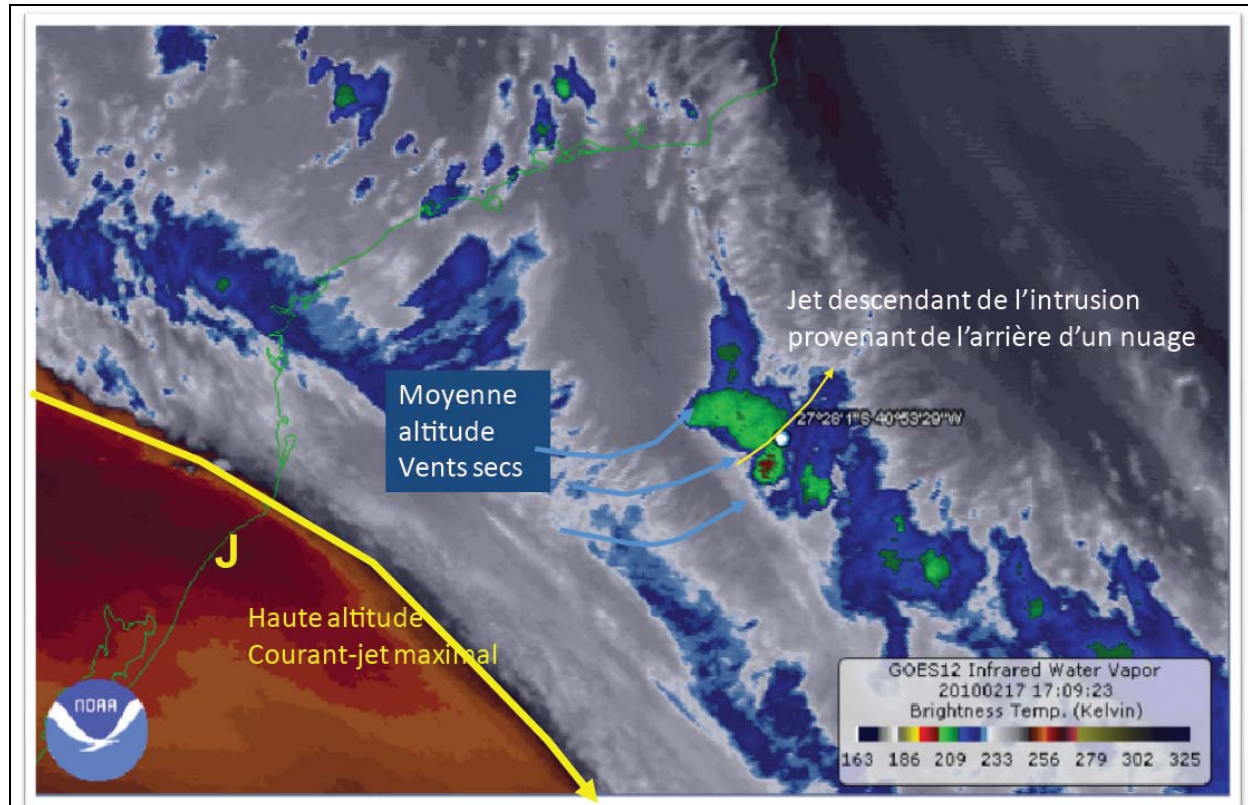 Jet descendant de l'intrusion
provenant de l'arrière d'un nuage
Moyenne
altitude
Vents secs
27°28'1"S 40°53'29"W
J
Haute altitude
Courant-jet maximal
GOES12 Infrared Water Vapor
20100217 17:09:23
Brightness Temp. (Kelvin)
163 186 209 233 256 279 302 325
NOAA